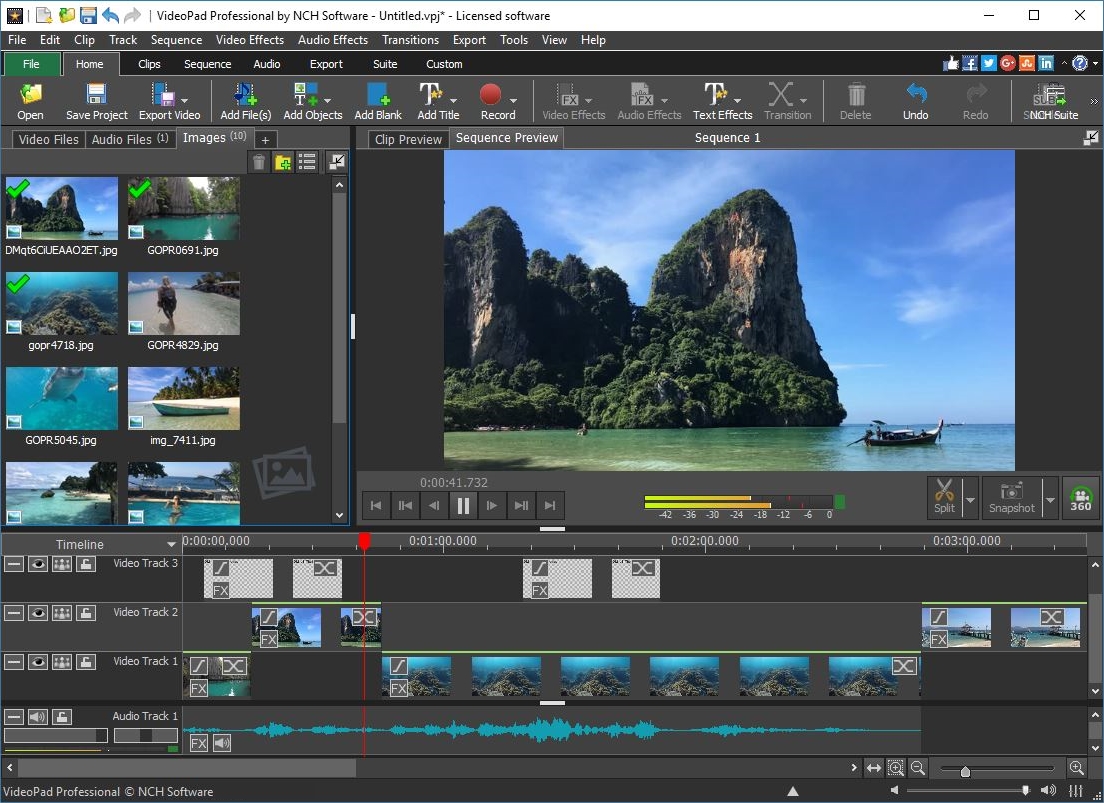 VideoPad Professional by NCH Software - Untitled.vpj* - Licensed software
File Edit Clip Track Sequence Video Effects Audio Effects Transitions Export Tools View Help
File Home Clips Sequence Audio Export Suite Custom
Open Save Project Export Video Add File(s) Add Objects Add Blank Add Title Record Video Effects Audio Effects Text Effects Transition Delete Undo Redo NCH Suite
Video Files Audio Files (1) Images (10) +
Clip Preview Sequence Preview Sequence 1
DMqt6CiUEAAO2ET.jpg GOPR0691.jpg
gopr4718.jpg GOPR4829.jpg
GOPR5045.jpg img_7411.jpg
0:00:41.732
-42 -36 -30 -24 -18 -12 -6 0
Split Snapshot 360
Timeline 0:00:00.000 0:01:00.000 0:02:00.000 0:03:00.000
Video Track 3
FX FX
Video Track 2
FX FX
Video Track 1
FX FX
Audio Track 1
FX
VideoPad Professional © NCH Software